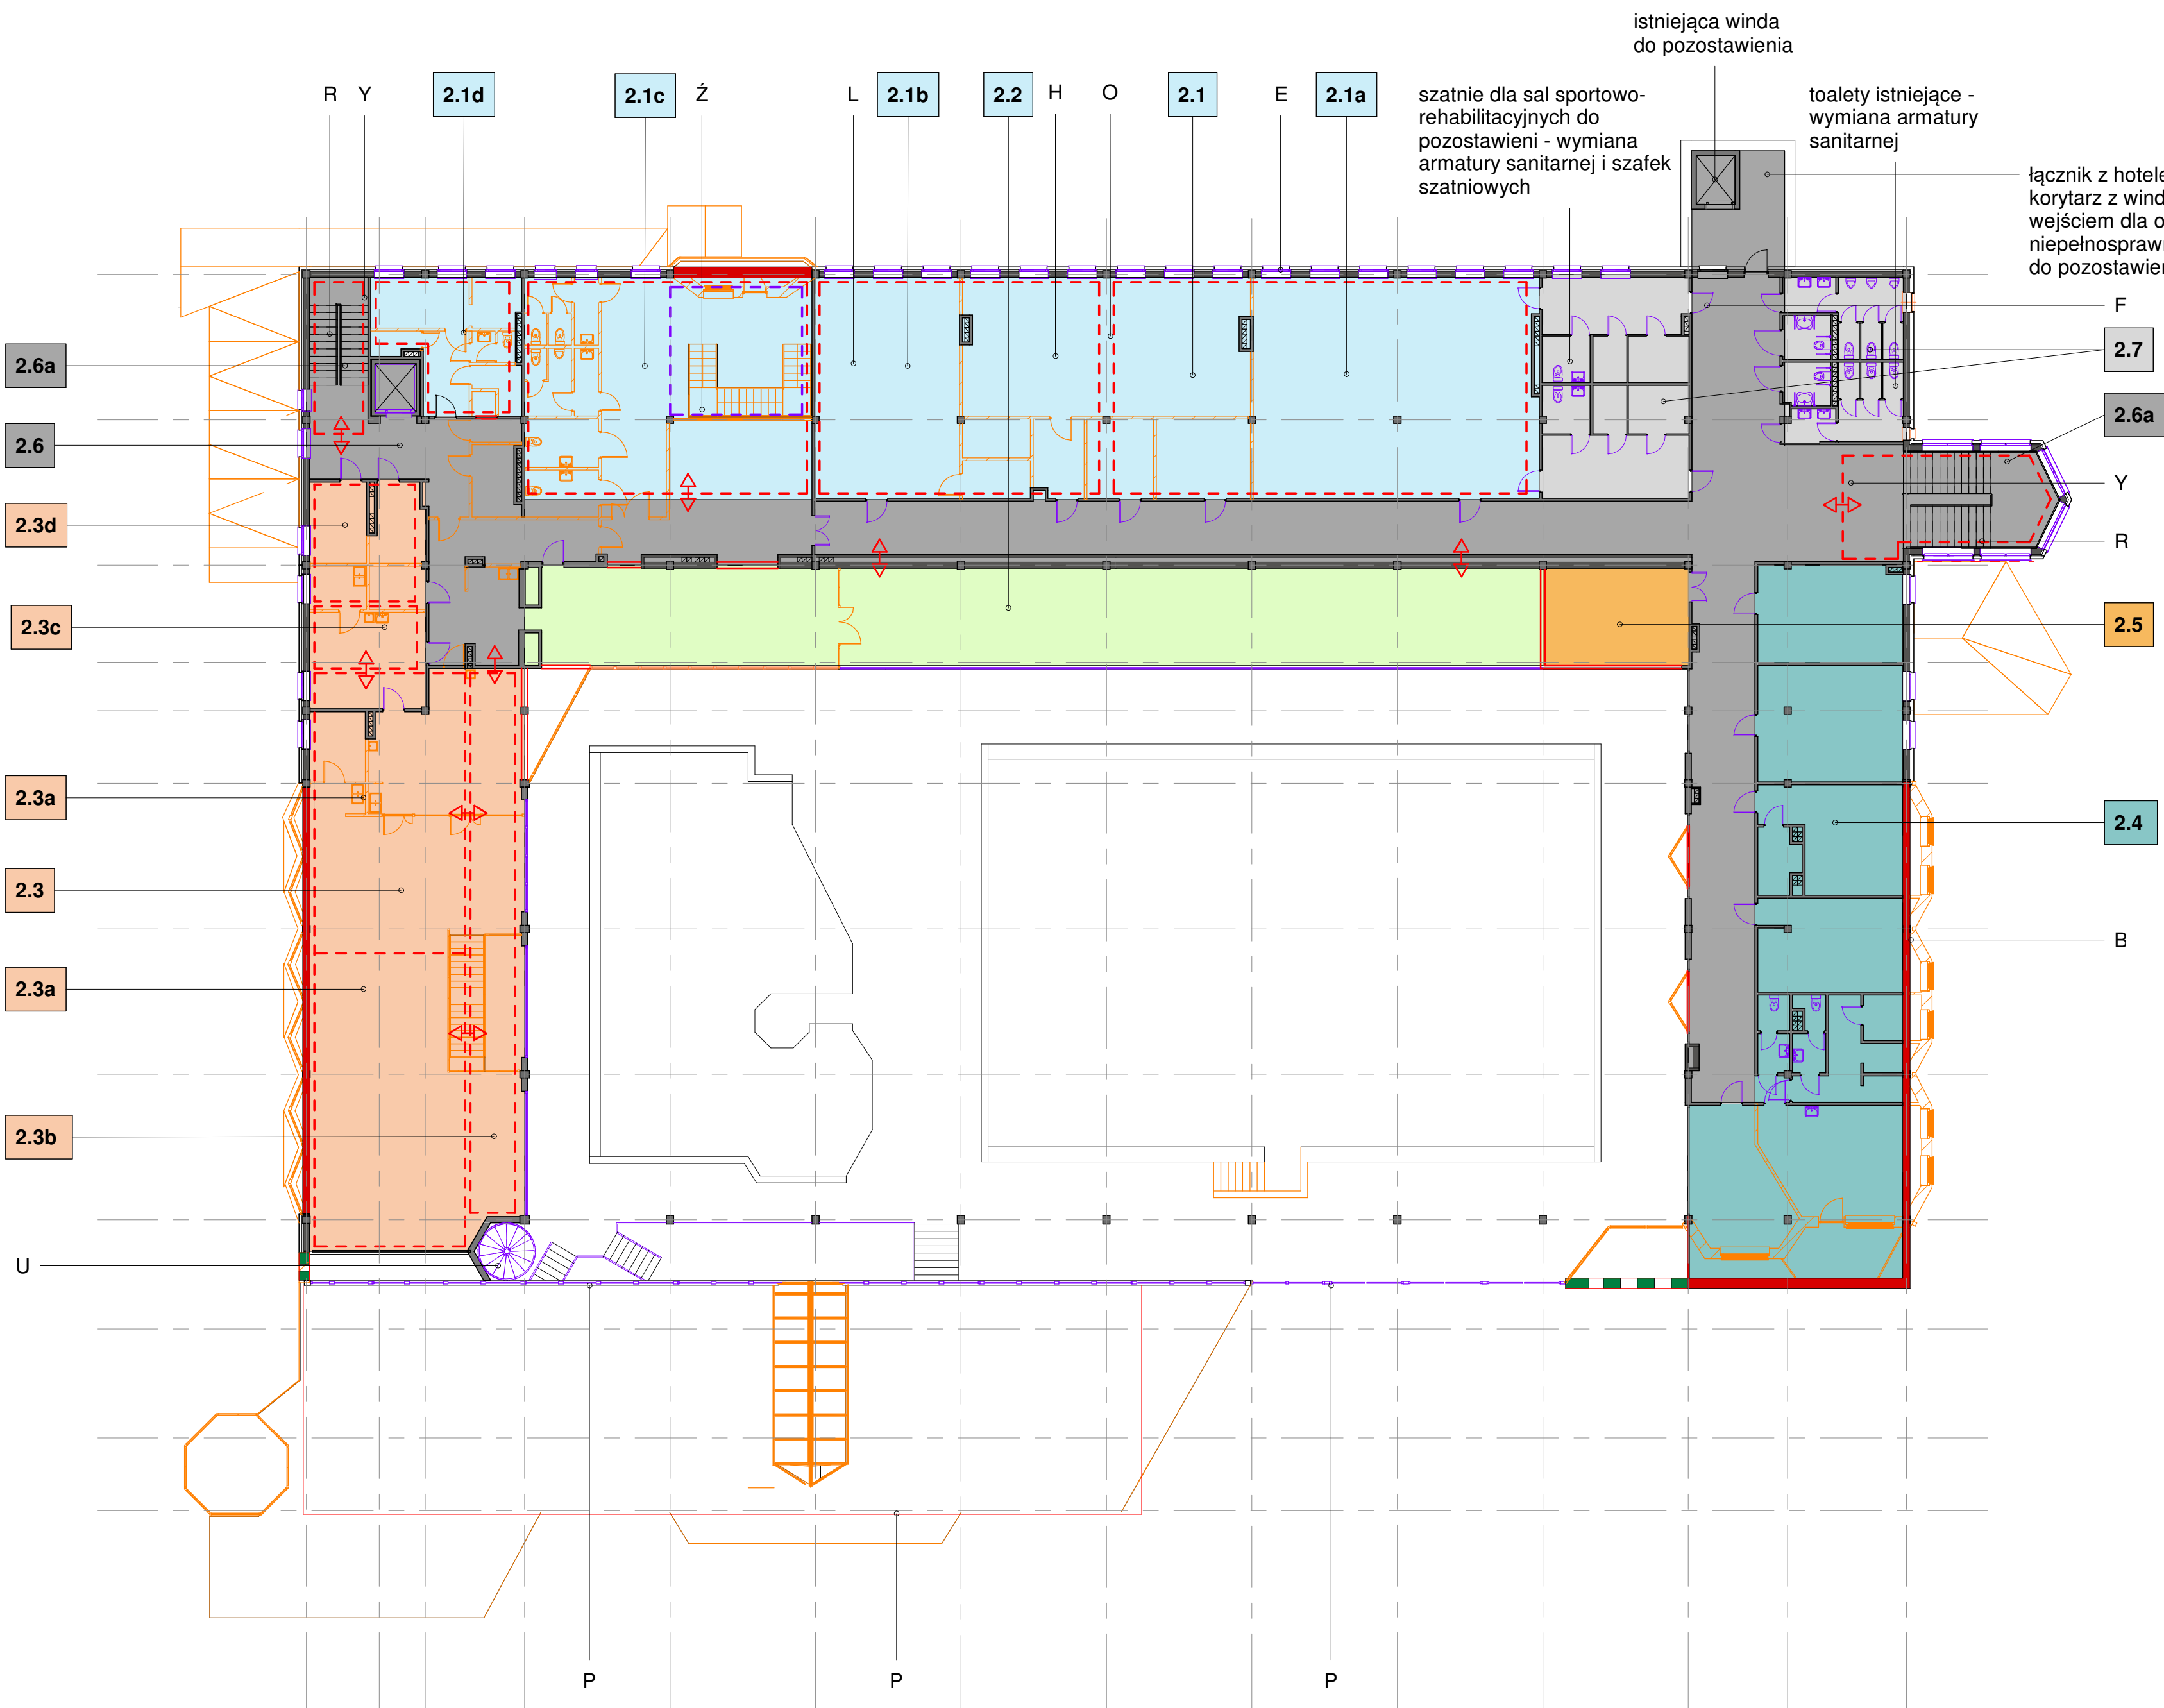 istniejąca winda
do pozostawienia
R
Y
2.1d
2.1c
Ź
L
2.1b
2.2
H
O
2.1
E
2.1a
szatnie dla sal sportowo-
rehabilitacyjnych do
pozostawieni - wymiana
armatury sanitarnej i szafek
szatniowych
toalety istniejące -
wymiana armatury
sanitarnej
łącznik z hotele
korytarz z wind
wejściem dla o
niepełnospraw
do pozostawien
F
2.7
2.6a
Y
R
2.5
2.4
B
2.6a
2.6
2.3d
2.3c
2.3a
2.3
2.3a
2.3b
U
P
P
P